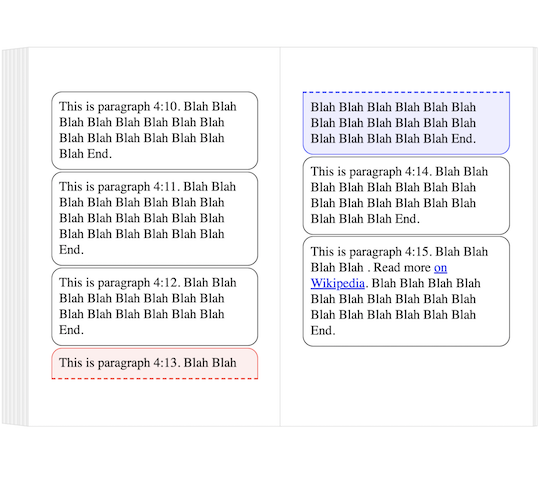 This is paragraph 4:10. Blah Blah
Blah Blah Blah Blah Blah Blah
Blah Blah Blah Blah Blah Blah
Blah End.
This is paragraph 4:11. Blah Blah
Blah Blah Blah Blah Blah Blah
Blah Blah Blah Blah Blah Blah
Blah Blah Blah Blah Blah Blah
End.
This is paragraph 4:12. Blah Blah
Blah Blah Blah Blah Blah Blah
Blah Blah Blah Blah Blah Blah
End.
This is paragraph 4:13. Blah Blah
Blah Blah Blah Blah Blah Blah
Blah Blah Blah Blah Blah Blah
Blah Blah Blah Blah Blah End.
This is paragraph 4:14. Blah Blah
Blah Blah Blah Blah Blah Blah
Blah Blah Blah Blah Blah Blah
Blah Blah Blah End.
This is paragraph 4:15. Blah Blah
Blah Blah . Read more on
Wikipedia. Blah Blah Blah Blah
Blah Blah Blah Blah Blah Blah
Blah Blah Blah Blah Blah Blah
End.